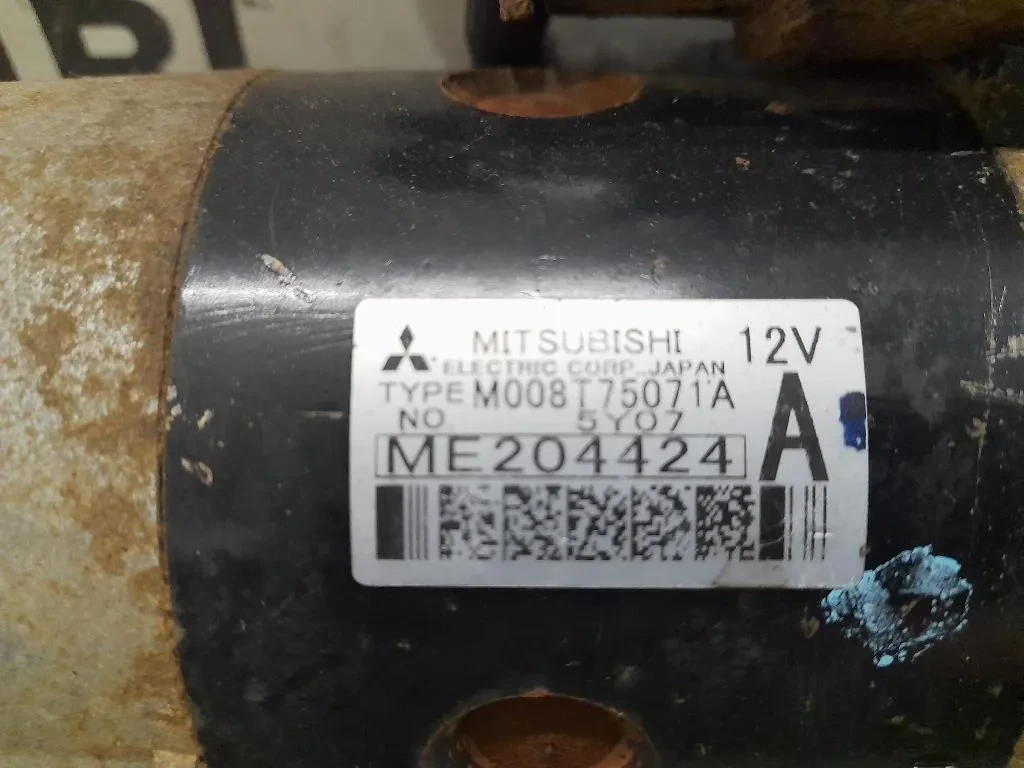 MITSUBISHI 12V
ELECTRIC CORP., JAPAN
TYPE M008T75071A
NO. 5Y07
A
ME204424